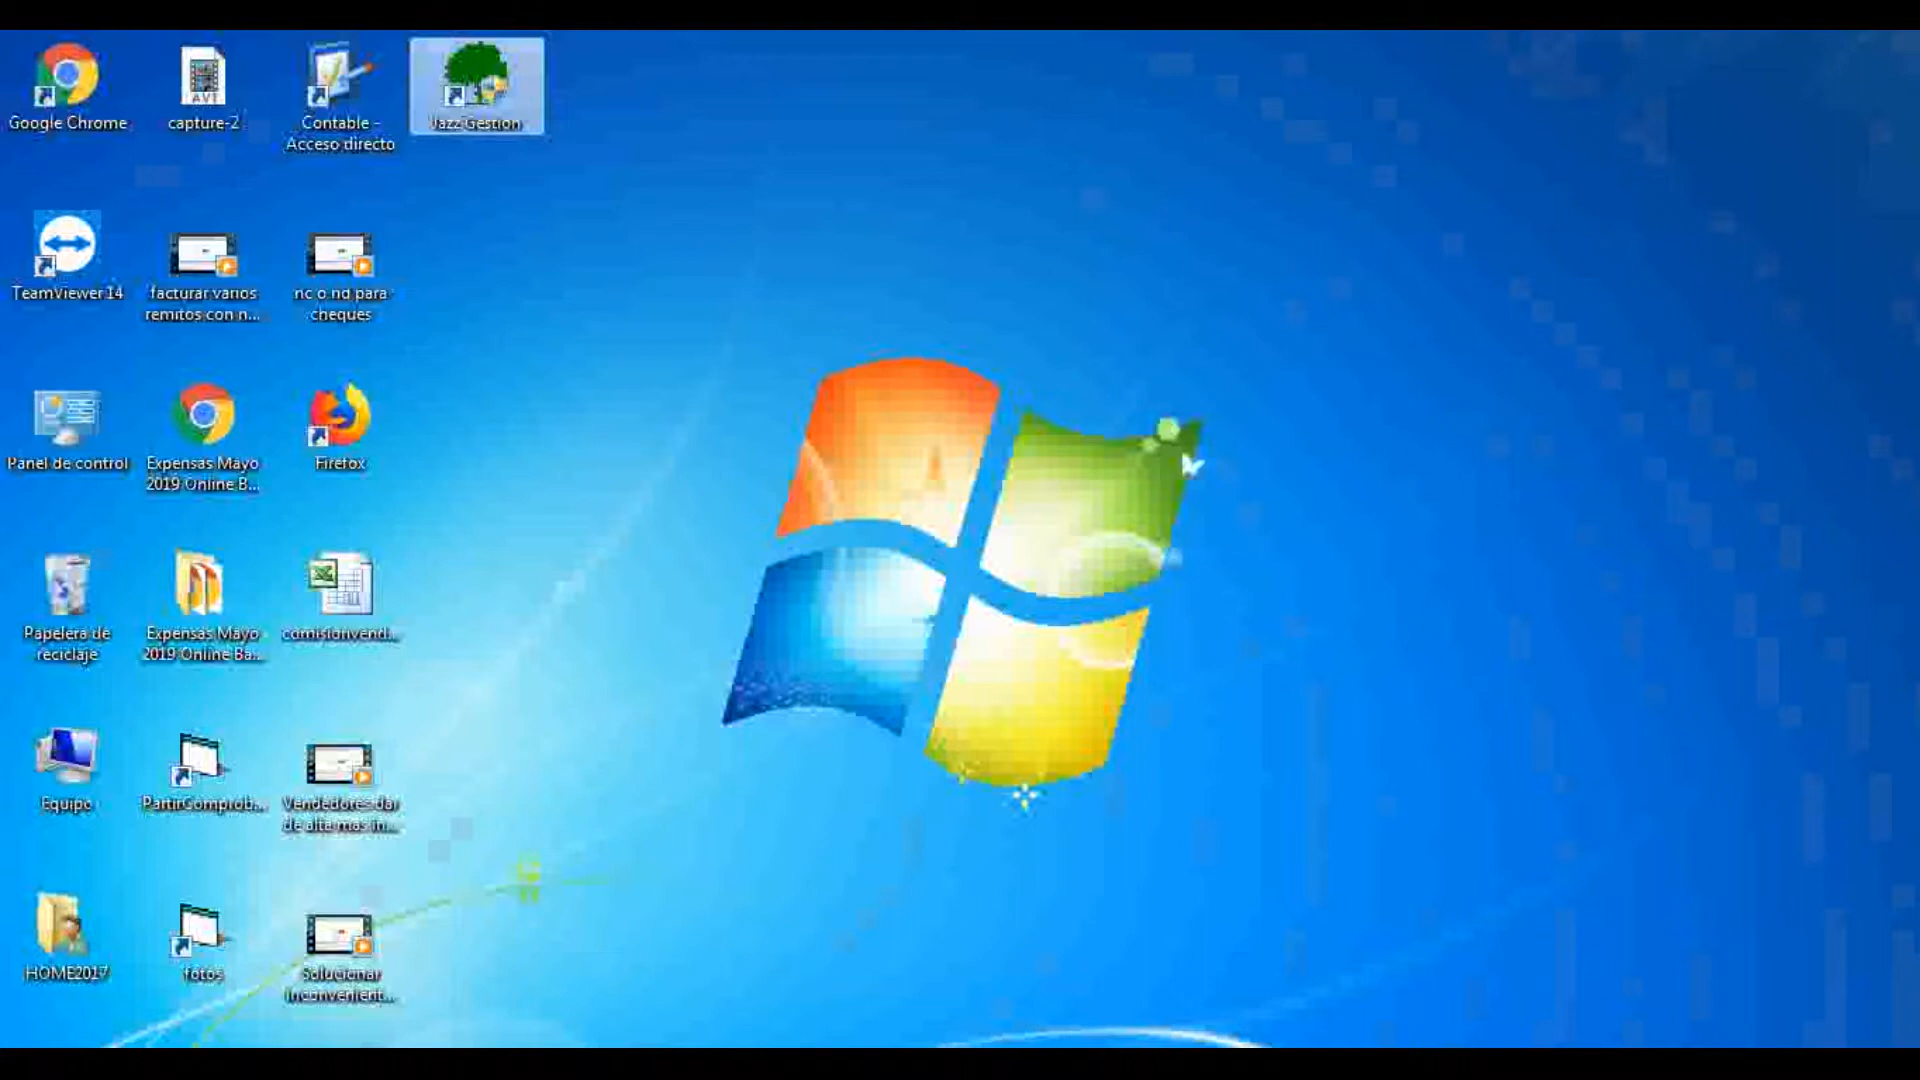 Google Chrome
capture-2
Contable -
Acceso directo
Jazz Gestion
TeamViewer 14
facturar varios
remitos con n...
nc o nd para
cheques
Panel de control
Expensas Mayo
2019 Online B...
Firefox
Papelera de
reciclaje
Expensas Mayo
2019 Online Ba...
comisionvend...
Equipo
PartirComprob...
Vendedores dar
de alta mas in...
HOME2017
fotos
Solucionar
inconvenient...
AVI